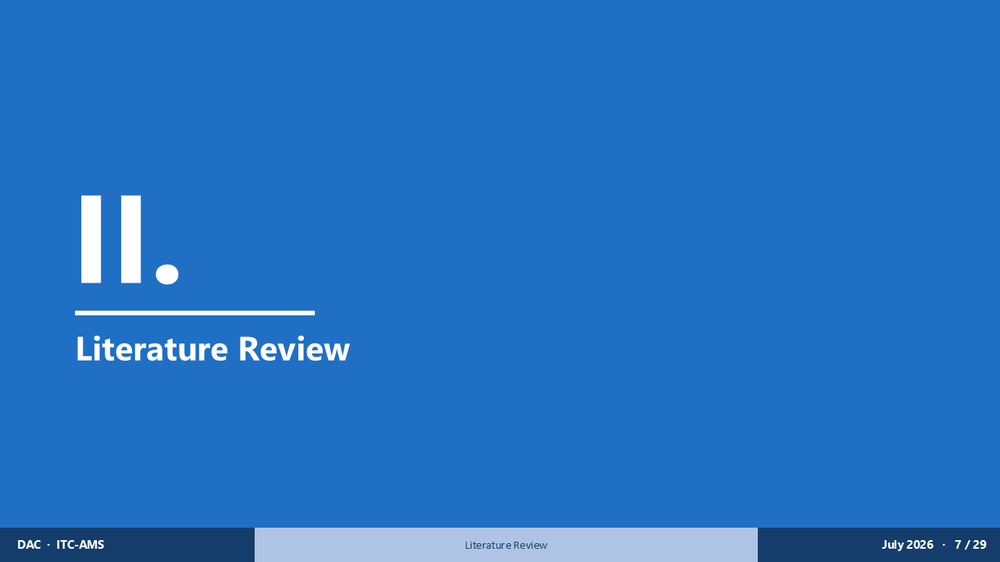 II.
Literature Review
DAC · ITC-AMS
Literature Review
July 2026 · 7 / 29